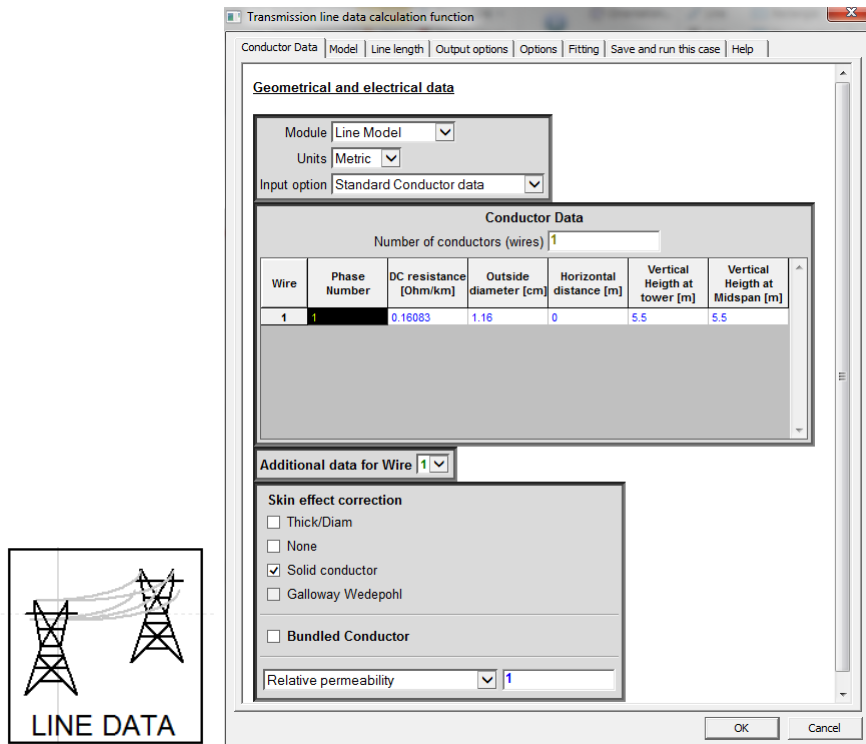 Transmission line data calculation function
Conductor Data Model Line length Output options Options Fitting Save and run this case Help
Geometrical and electrical data
Module Line Model
Units Metric
Input option Standard Conductor data
Conductor Data
Number of conductors (wires) 1
Wire Phase Number DC resistance [Ohm/km] Outside diameter [cm] Horizontal distance [m] Vertical Heigth at tower [m] Vertical Heigth at Midspan [m]
1 1 0.16083 1.16 0 5.5 5.5
Additional data for Wire 1
Skin effect correction
Thick/Diam
None
Solid conductor
Galloway Wedepohl
Bundled Conductor
Relative permeability 1
OK Cancel
LINE DATA